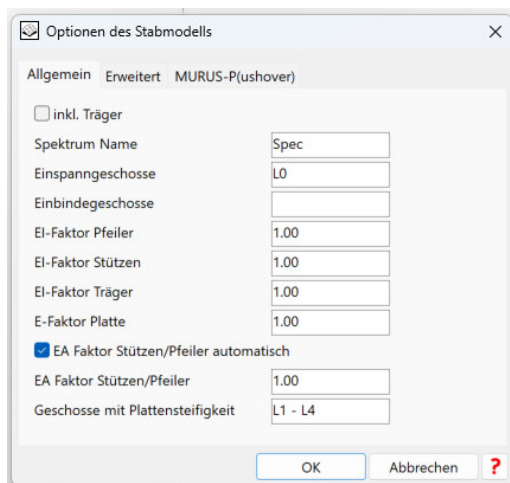 Optionen des Stabmodells
Allgemein Erweitert MURUS-P(ushover)
inkl. Träger
Spektrum Name Spec
Einspanngeschosse L0
Einbindegeschosse
EI-Faktor Pfeiler 1.00
EI-Faktor Stützen 1.00
EI-Faktor Träger 1.00
E-Faktor Platte 1.00
EA Faktor Stützen/Pfeiler automatisch
EA Faktor Stützen/Pfeiler 1.00
Geschosse mit Plattensteifigkeit L1 - L4
OK Abbrechen ?